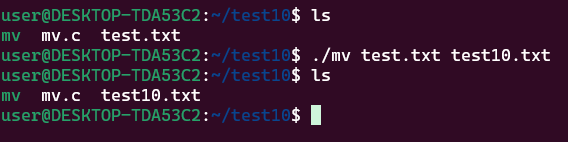 user@DESKTOP-TDA53C2:~/test10$ ls
mv  mv.c  test.txt
user@DESKTOP-TDA53C2:~/test10$ ./mv test.txt test10.txt
user@DESKTOP-TDA53C2:~/test10$ ls
mv  mv.c  test10.txt
user@DESKTOP-TDA53C2:~/test10$